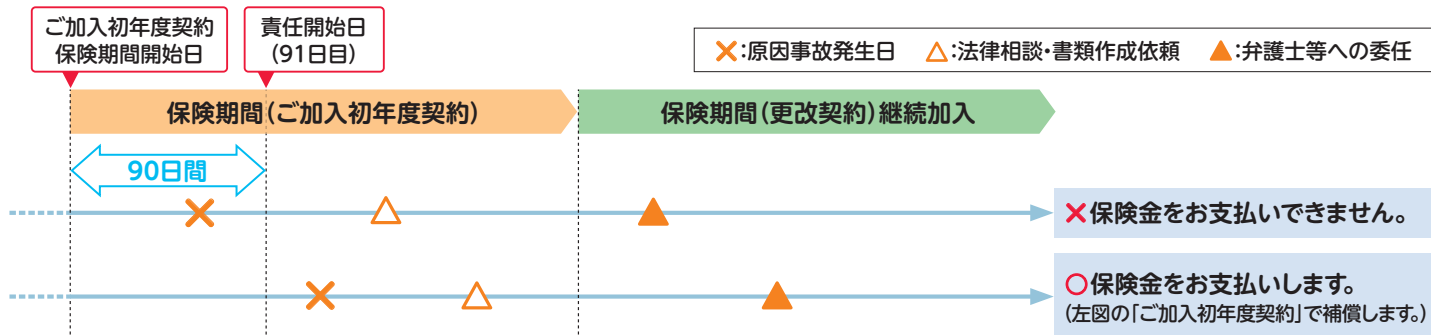 ご加入初年度契約
保険期間開始日
責任開始日
(91日目)
×:原因事故発生日 △:法律相談・書類作成依頼 ▲:弁護士等への委任
保険期間(ご加入初年度契約)
保険期間(更改契約)継続加入
90日間
×保険金をお支払いできません。
○保険金をお支払いします。
(左図の「ご加入初年度契約」で補償します。)